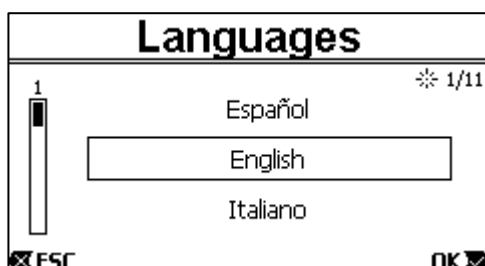 Languages
1/11
1
Español
English
Italiano
ESC OK